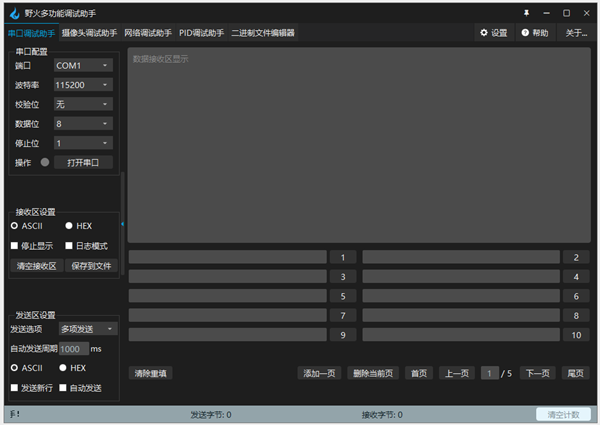 野火多功能调试助手
串口调试助手 摄像头调试助手 网络调试助手 PID调试助手 二进制文件编辑器 设置 帮助 关于...
串口配置
端口 COM1
波特率 115200
校验位 无
数据位 8
停止位 1
操作 打开串口
数据接收区显示
接收区设置
ASCII HEX
停止显示 日志模式
清空接收区 保存到文件
1 2
3 4
5 6
7 8
9 10
发送区设置
发送选项 多项发送
自动发送周期 1000 ms
ASCII HEX
发送新行 自动发送
清除重填 添加一页 删除当前页 首页 上一页 1 / 5 下一页 尾页
发送字节: 0 接收字节: 0 清空计数